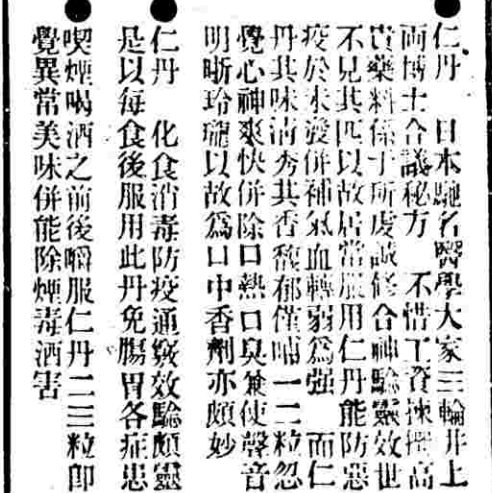 ●仁丹　日本馳名醫學大家三輪井上
兩博士合議秘方　不惜工資揀擇高
貴藥料係于所處誠修合神驗靈效世
不見其匹以故居常服用仁丹能防惡
疫於未發併補氣血轉弱爲强　而仁
丹其味淸秀其香馥郁僅哺一二粒忽
覺心神爽快併除口熱口臭兼使聲音
明晰玲瓏以故爲口中香劑亦頗妙
●仁丹　化食消毒防疫通竅效驗頗靈
是以每食後服用此丹免腸胃各症患
●喫煙喝酒之前後嚼服仁丹二三粒卽
覺異常美味併能除煙毒酒害